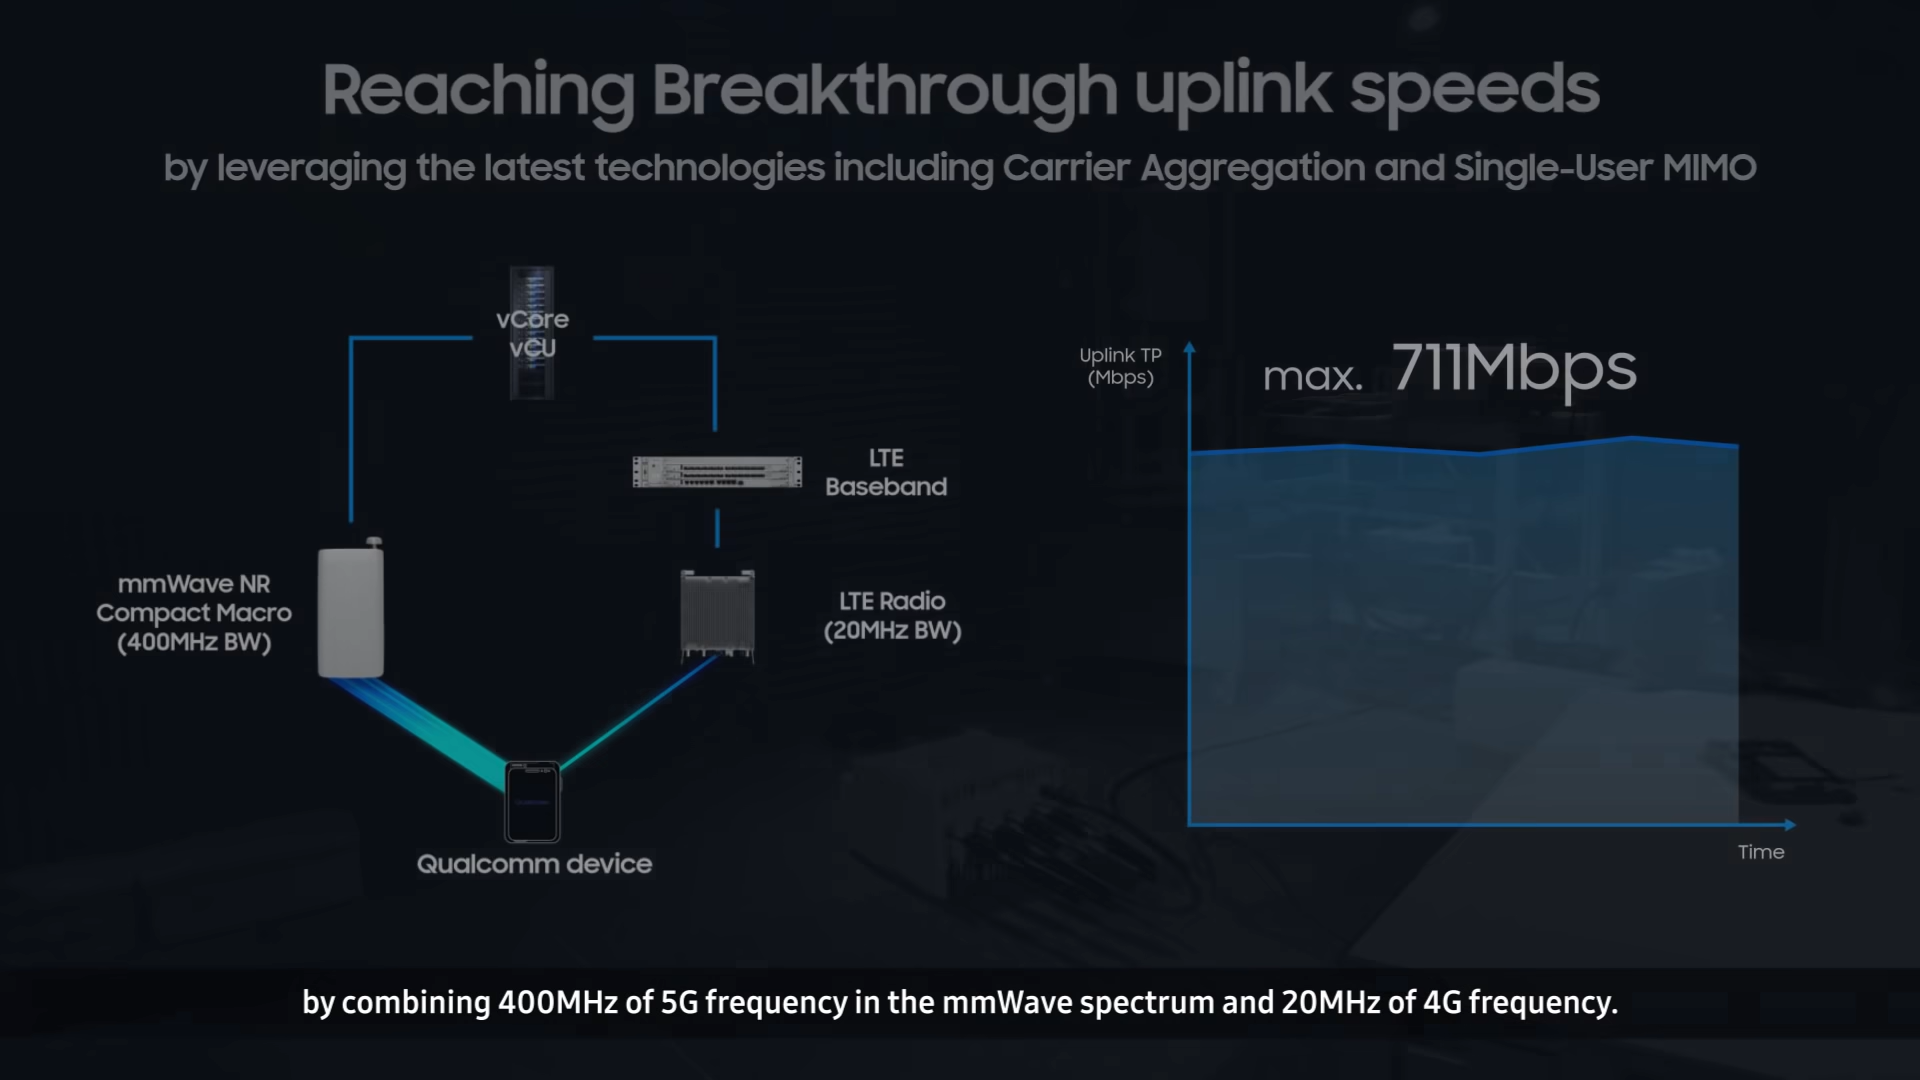 Reaching Breakthrough uplink speeds
by leveraging the latest technologies including Carrier Aggregation and Single-User MIMO
vCore
vCU
LTE
Baseband
mmWave NR
Compact Macro
(400MHz BW)
LTE Radio
(20MHz BW)
Qualcomm device
Uplink TP
(Mbps)
max. 711Mbps
Time
by combining 400MHz of 5G frequency in the mmWave spectrum and 20MHz of 4G frequency.